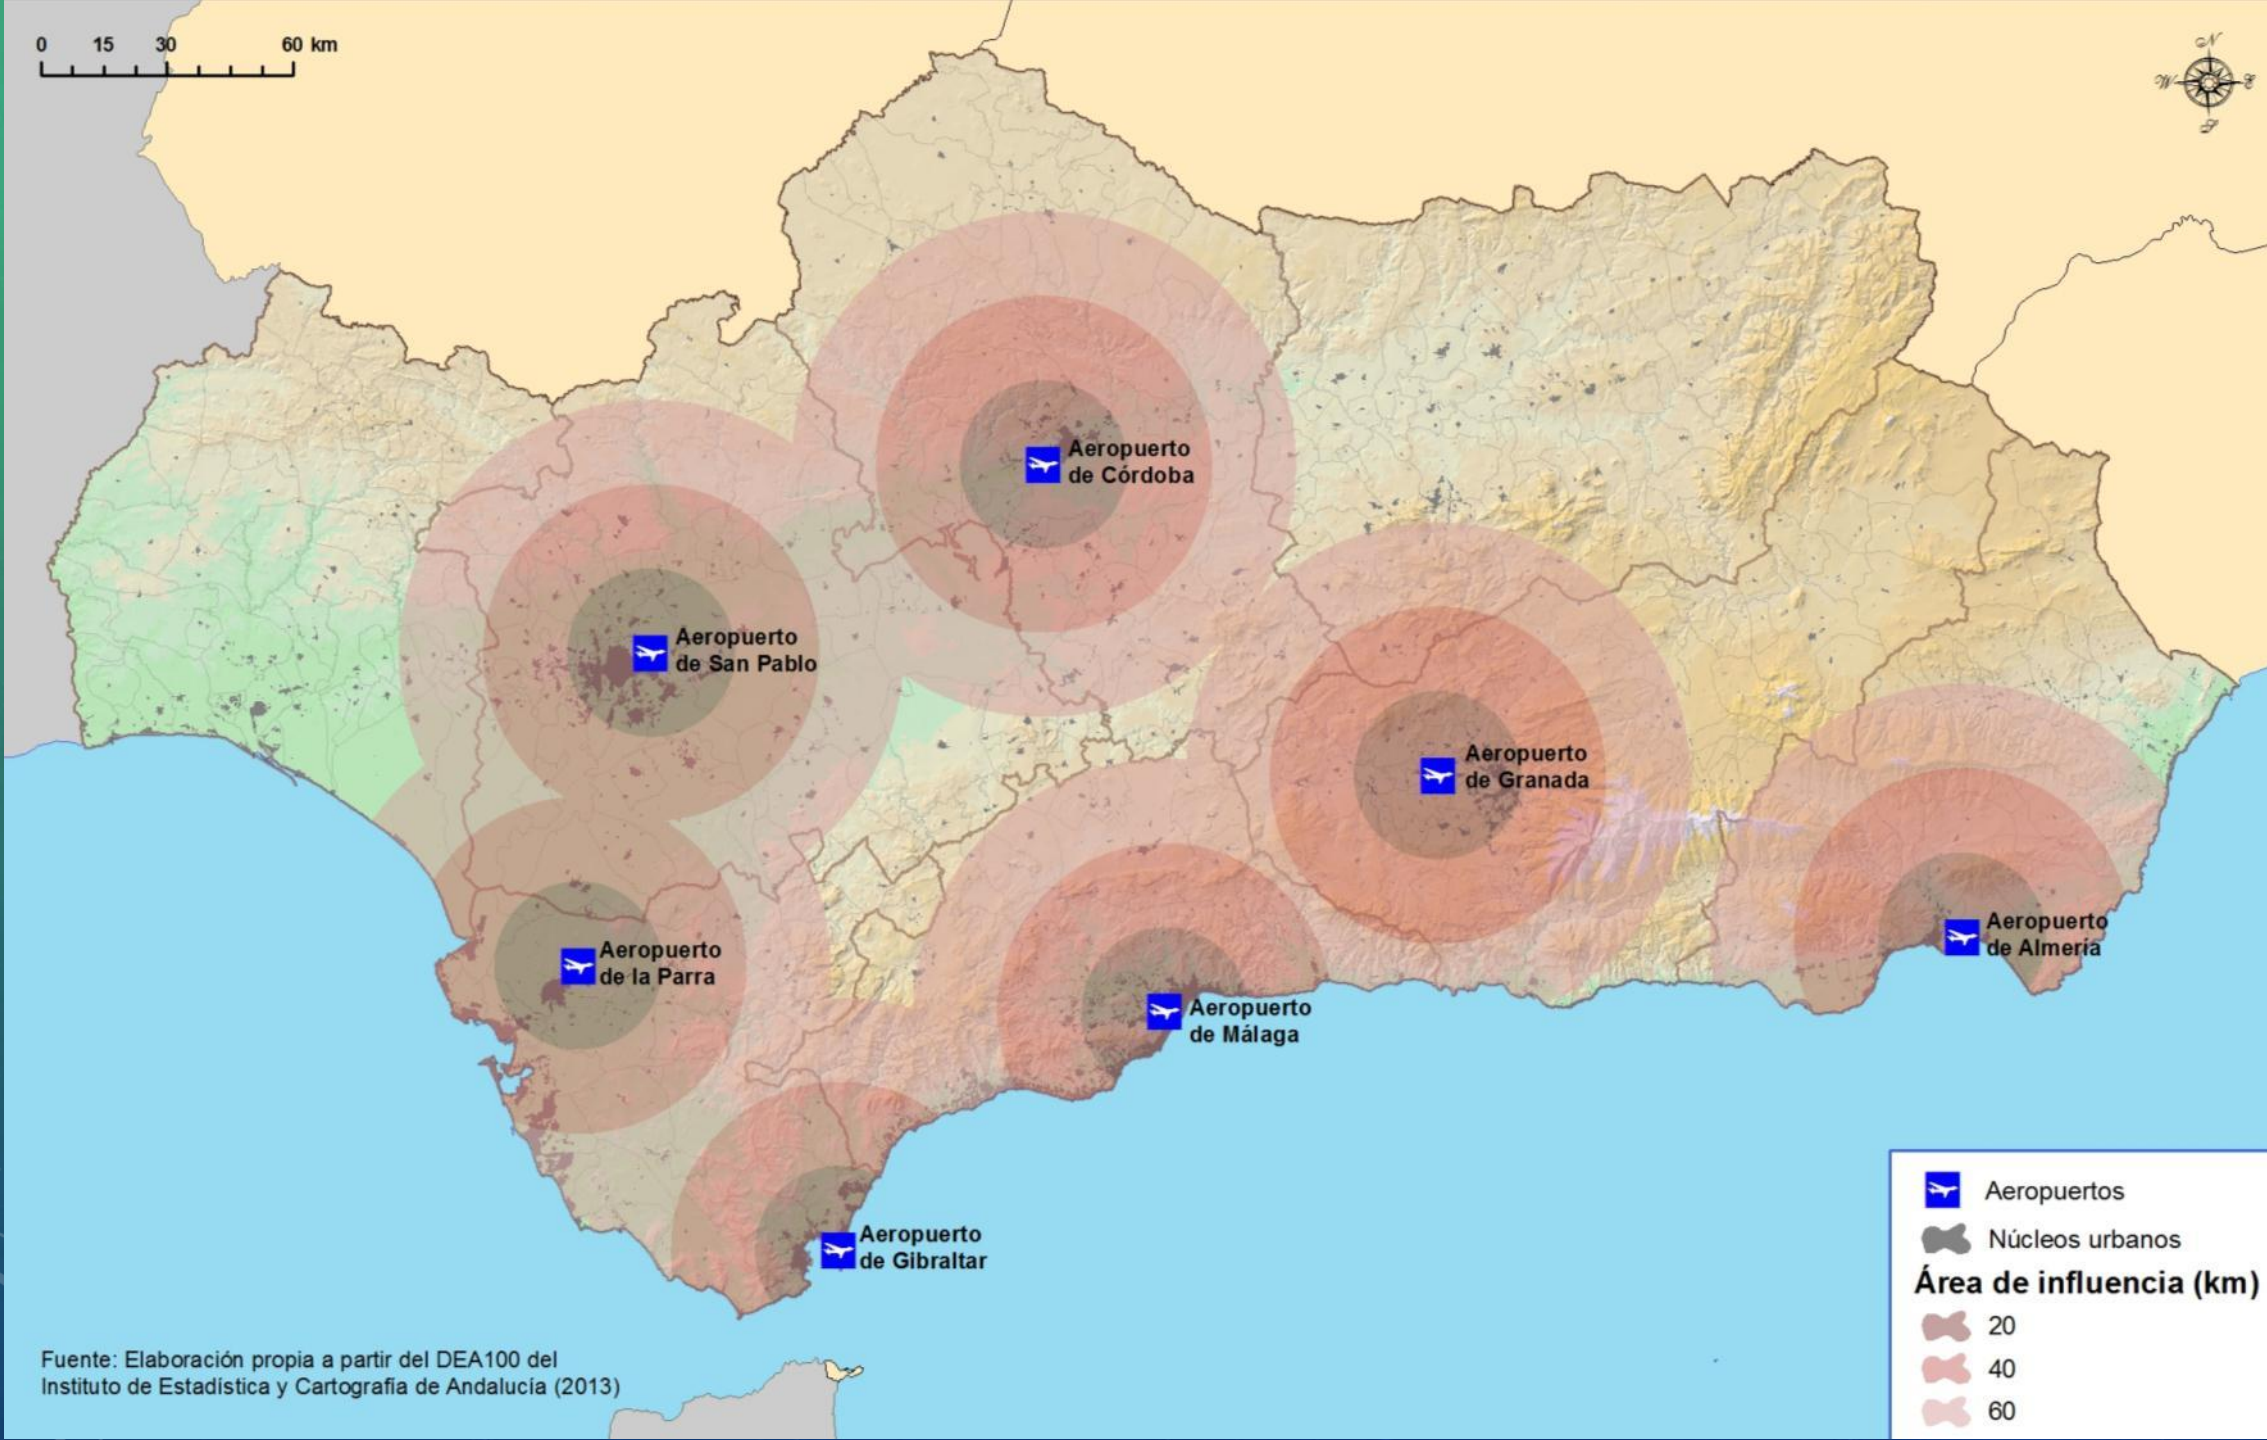 0 15 30 60 km
N
W E
S
Aeropuerto
de Córdoba
Aeropuerto
de San Pablo
Aeropuerto
de Granada
Aeropuerto
de Almería
Aeropuerto
de la Parra
Aeropuerto
de Málaga
Aeropuerto
de Gibraltar
Aeropuertos
Núcleos urbanos
Área de influencia (km)
20
40
60
Fuente: Elaboración propia a partir del DEA100 del
Instituto de Estadística y Cartografía de Andalucía (2013)